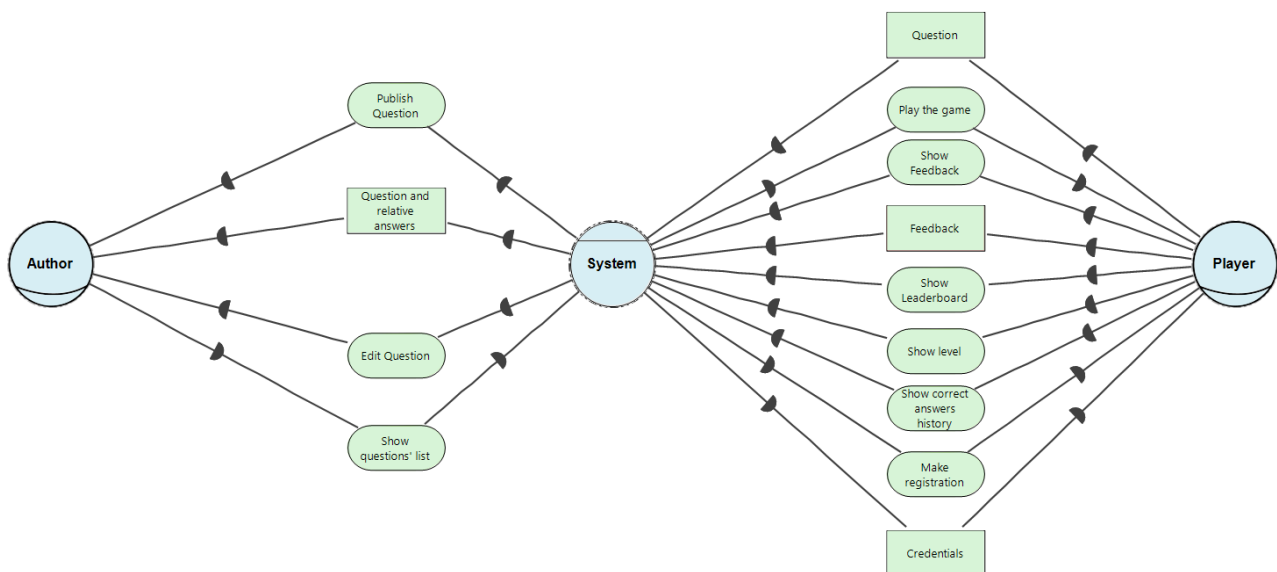 Question
Publish
Question
Play the game
Show
Feedback
Question and
relative
answers
Feedback
Author
System
Player
Show
Leaderboard
Edit Question
Show level
Show correct
answers
history
Show
questions' list
Make
registration
Credentials